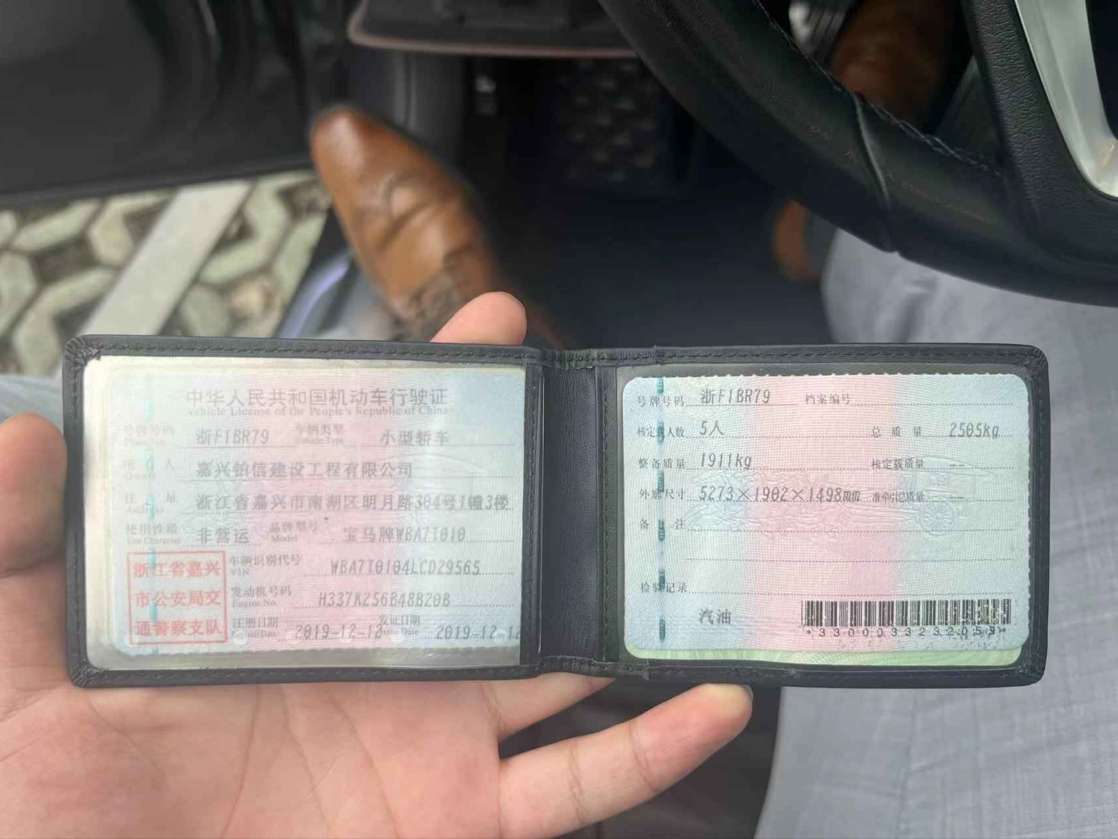 中华人民共和国机动车行驶证
Vehicle License of the People's Republic of China
号牌号码 浙F1BR79 车辆类型 小型轿车
嘉兴铂信建设工程有限公司
浙江省嘉兴市南湖区明月路304号1幢3楼
使用性质 非营运 品牌型号 宝马牌WBA7T010
Use Character Model
浙江省嘉兴
市公安局交
通警察支队
车辆识别代号 WBA7T0104LCD29565
VIN
发动机号码 H337A256B48B20B
Engine No.
注册日期 2019-12-12 发证日期 2019-12-12
号牌号码 浙F1BR79 档案编号
核定载人数 5人 总质量 2505kg
整备质量 1911kg 核定载质量 --
外廓尺寸 5273×1902×1498mm 准牵引总质量 --
备注
检验记录
汽油